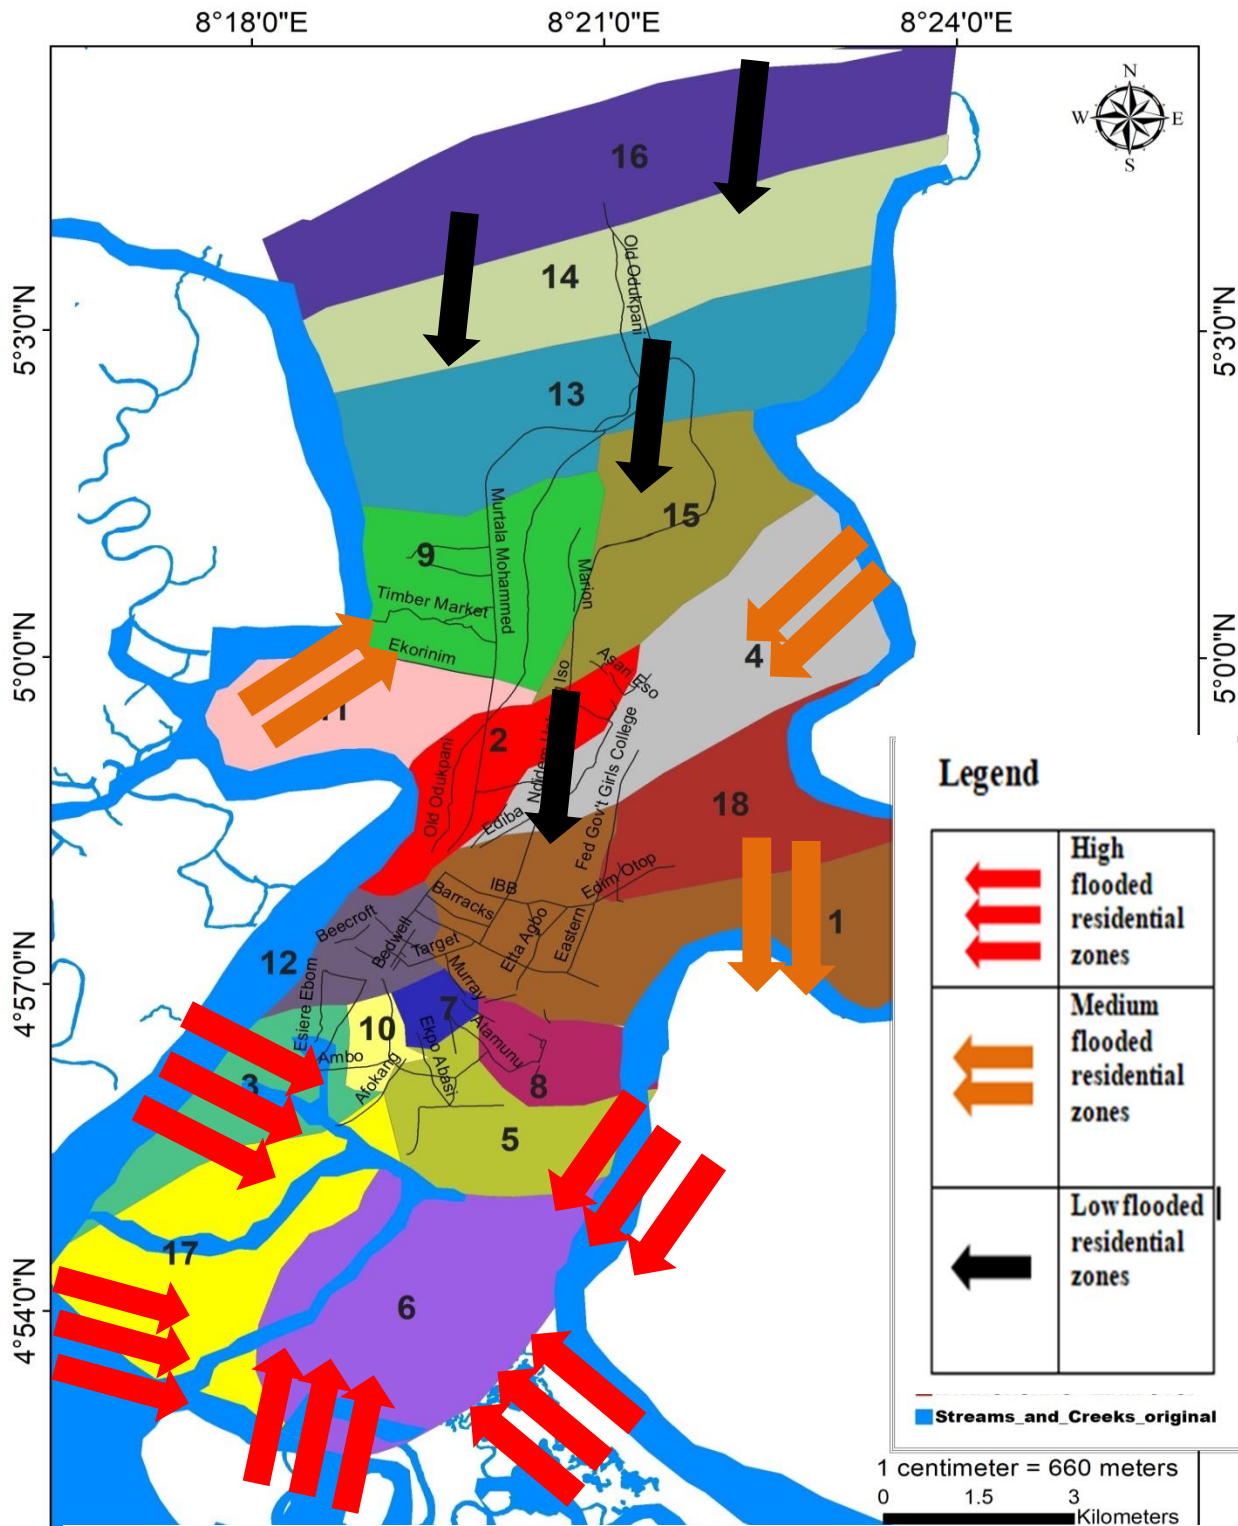 8°18'0"E
8°21'0"E
8°24'0"E
N
W
E
S
16
Old Odukpani
14
5°3'0"N
5°3'0"N
13
15
Murtala Mohammed
9
Marion
Timber Market
Ekorinim
5°0'0"N
5°0'0"N
Asari Eso
Iso
4
11
2
Ndidem
Old Odukpani
Ediba
Fed Gov't Girls College
18
Edim Otop
IBB
Barracks
Etta Agbo
Eastern
1
Beecroft
Bedwell
Target
12
Murray
4°57'0"N
Esiere Ebom
7
10
Atamunu
Ekpo Abasi
Ambo
Afokang
3
8
5
17
6
4°54'0"N
Legend
High
flooded
residential
zones
Medium
flooded
residential
zones
Low flooded
residential
zones
Streams_and_Creeks_original
1 centimeter = 660 meters
0 1.5 3
Kilometers